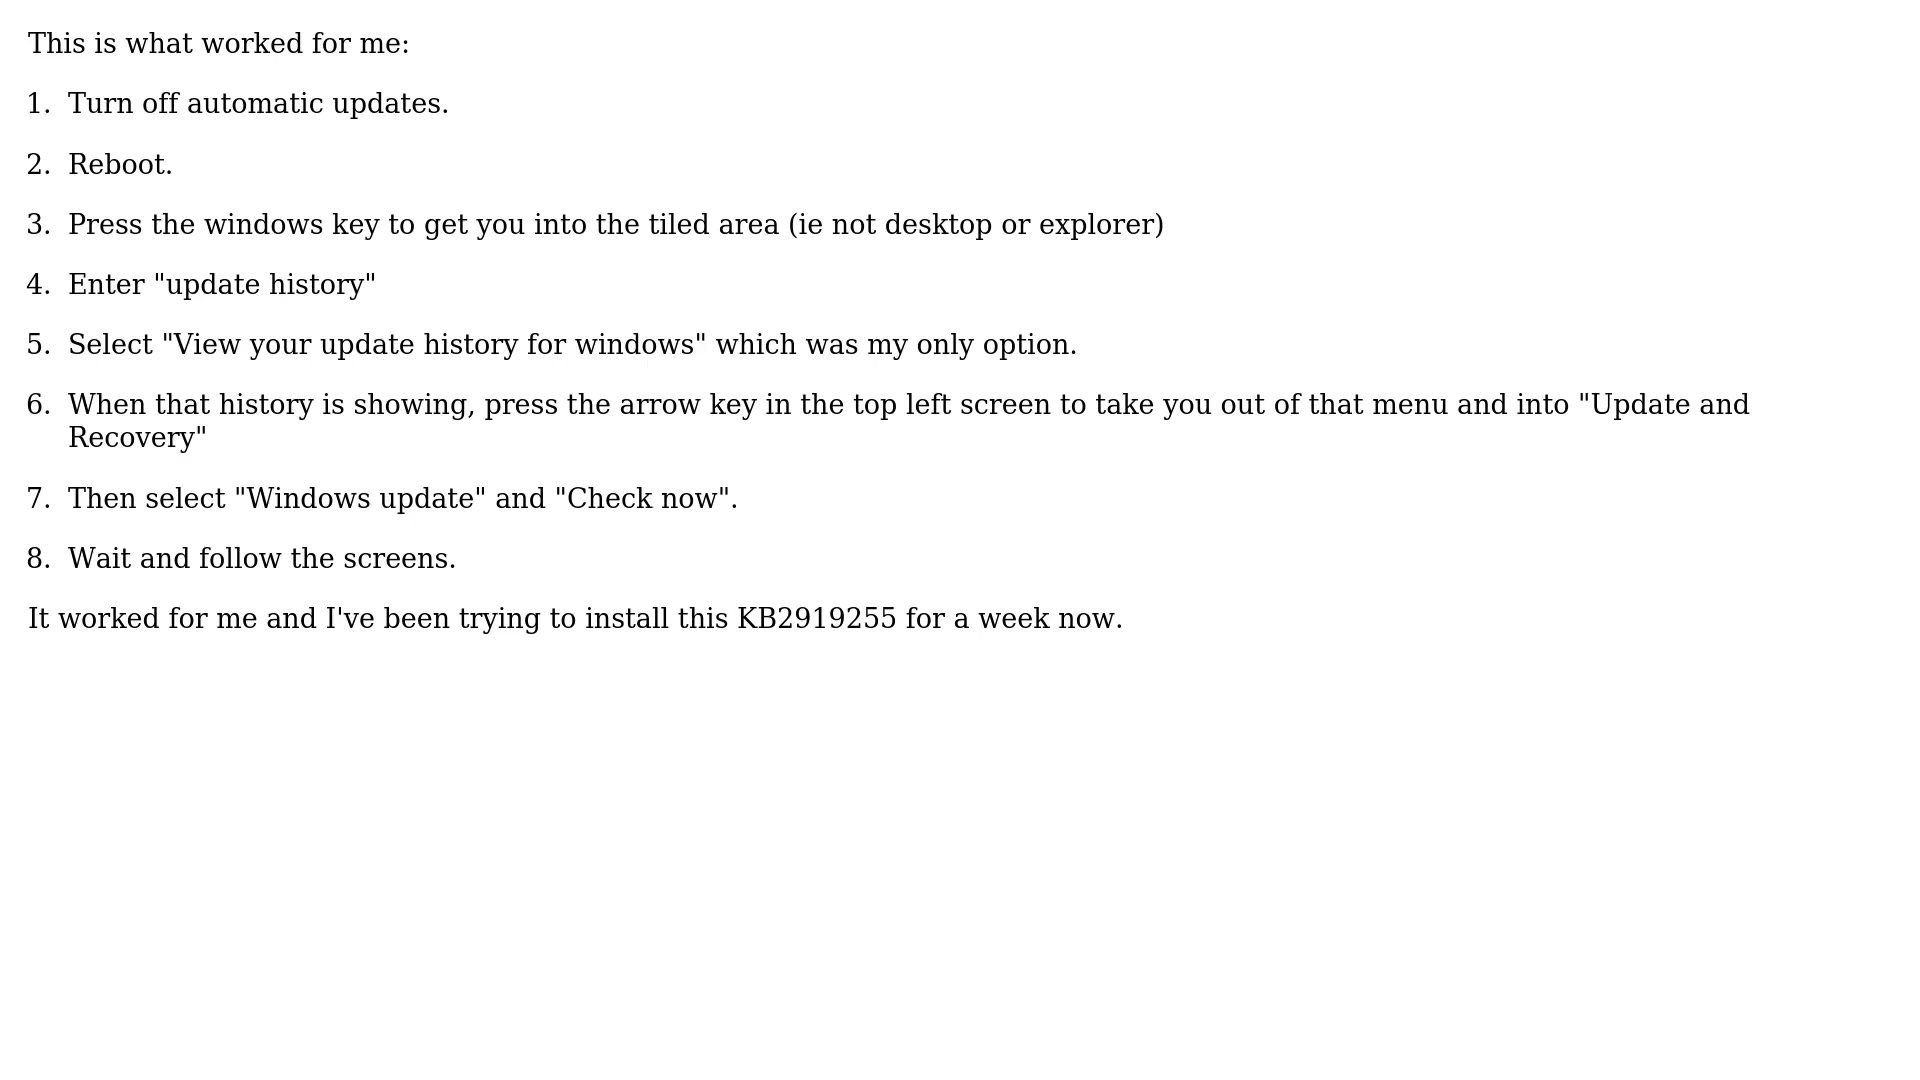 This is what worked for me:
1. Turn off automatic updates.
2. Reboot.
3. Press the windows key to get you into the tiled area (ie not desktop or explorer)
4. Enter "update history"
5. Select "View your update history for windows" which was my only option.
6. When that history is showing, press the arrow key in the top left screen to take you out of that menu and into "Update and
Recovery"
7. Then select "Windows update" and "Check now".
8. Wait and follow the screens.
It worked for me and I've been trying to install this KB2919255 for a week now.